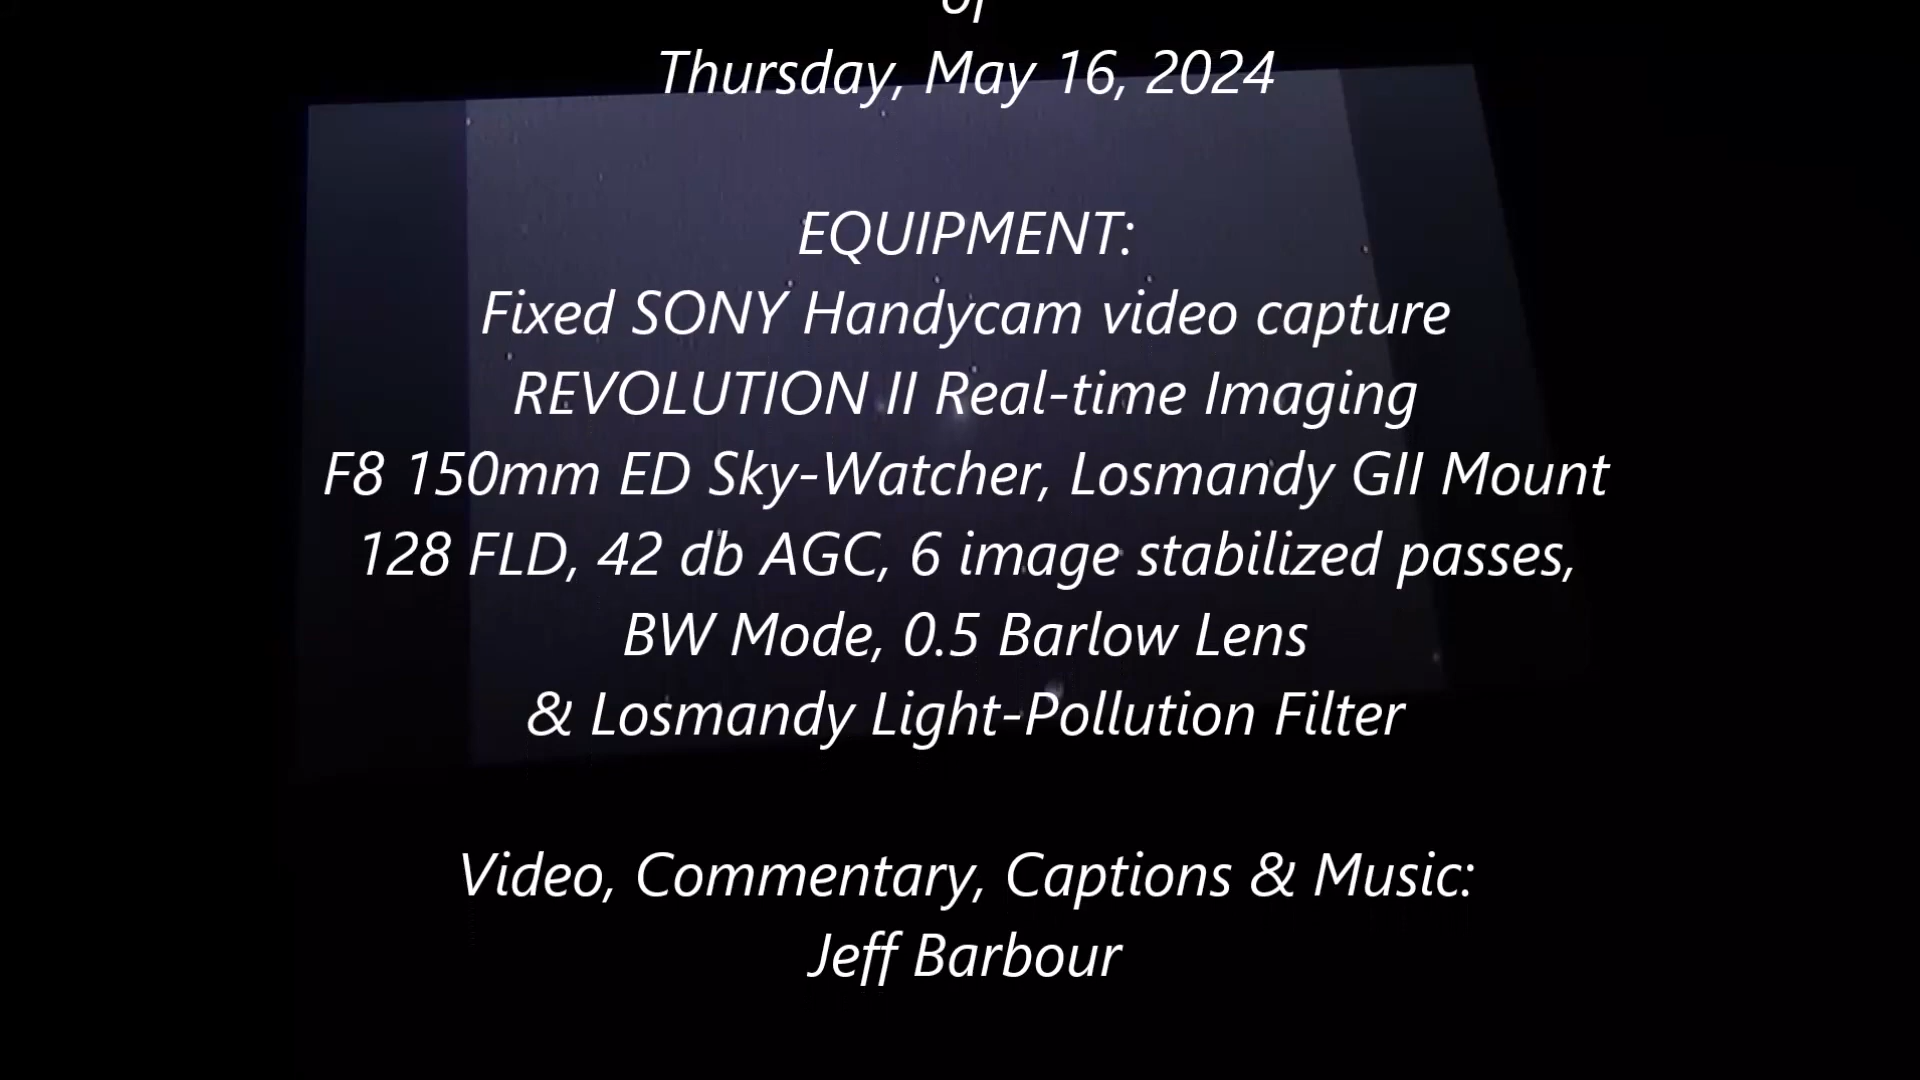 of
Thursday, May 16, 2024
EQUIPMENT:
Fixed SONY Handycam video capture
REVOLUTION II Real-time Imaging
F8 150mm ED Sky-Watcher, Losmandy GII Mount
128 FLD, 42 db AGC, 6 image stabilized passes,
BW Mode, 0.5 Barlow Lens
& Losmandy Light-Pollution Filter
Video, Commentary, Captions & Music:
Jeff Barbour